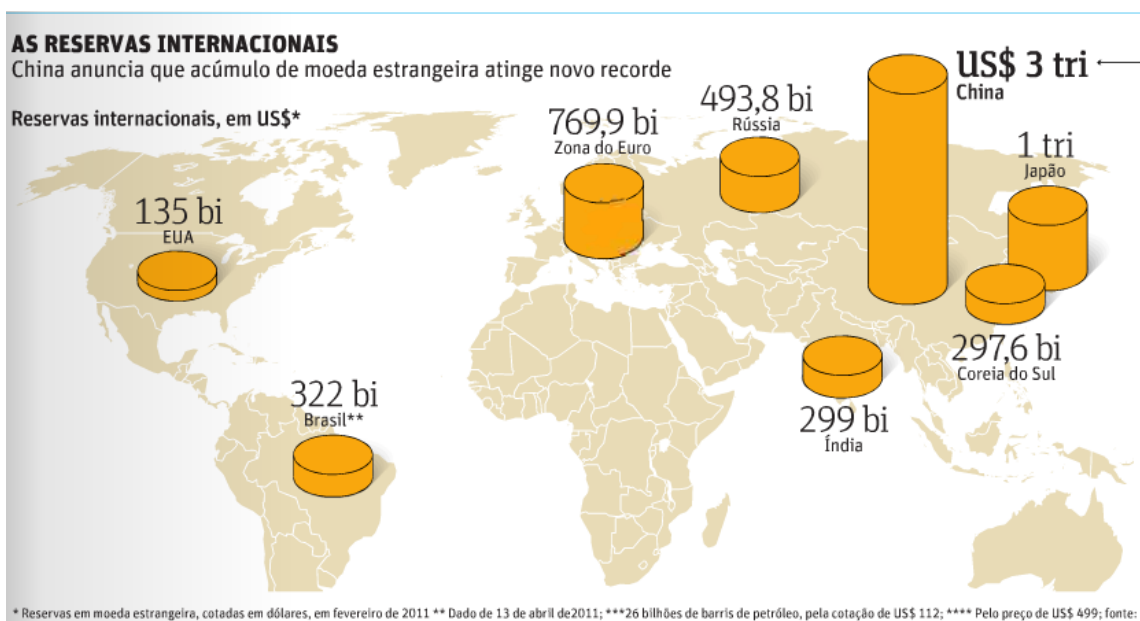 AS RESERVAS INTERNACIONAIS
China anuncia que acúmulo de moeda estrangeira atinge novo recorde
Reservas internacionais, em US$*
135 bi
EUA
322 bi
Brasil**
769,9 bi
Zona do Euro
493,8 bi
Rússia
US$ 3 tri
China
1 tri
Japão
297,6 bi
Coreia do Sul
299 bi
Índia
* Reservas em moeda estrangeira, cotadas em dólares, em fevereiro de 2011 ** Dado de 13 de abril de2011; ***26 bilhões de barris de petróleo, pela cotação de US$ 112; **** Pelo preço de US$ 499; fonte: